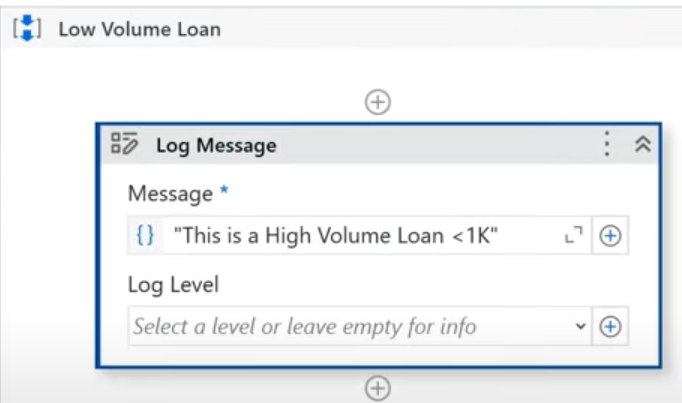 Low Volume Loan
Log Message
Message *
{} "This is a High Volume Loan <1K"
Log Level
Select a level or leave empty for info